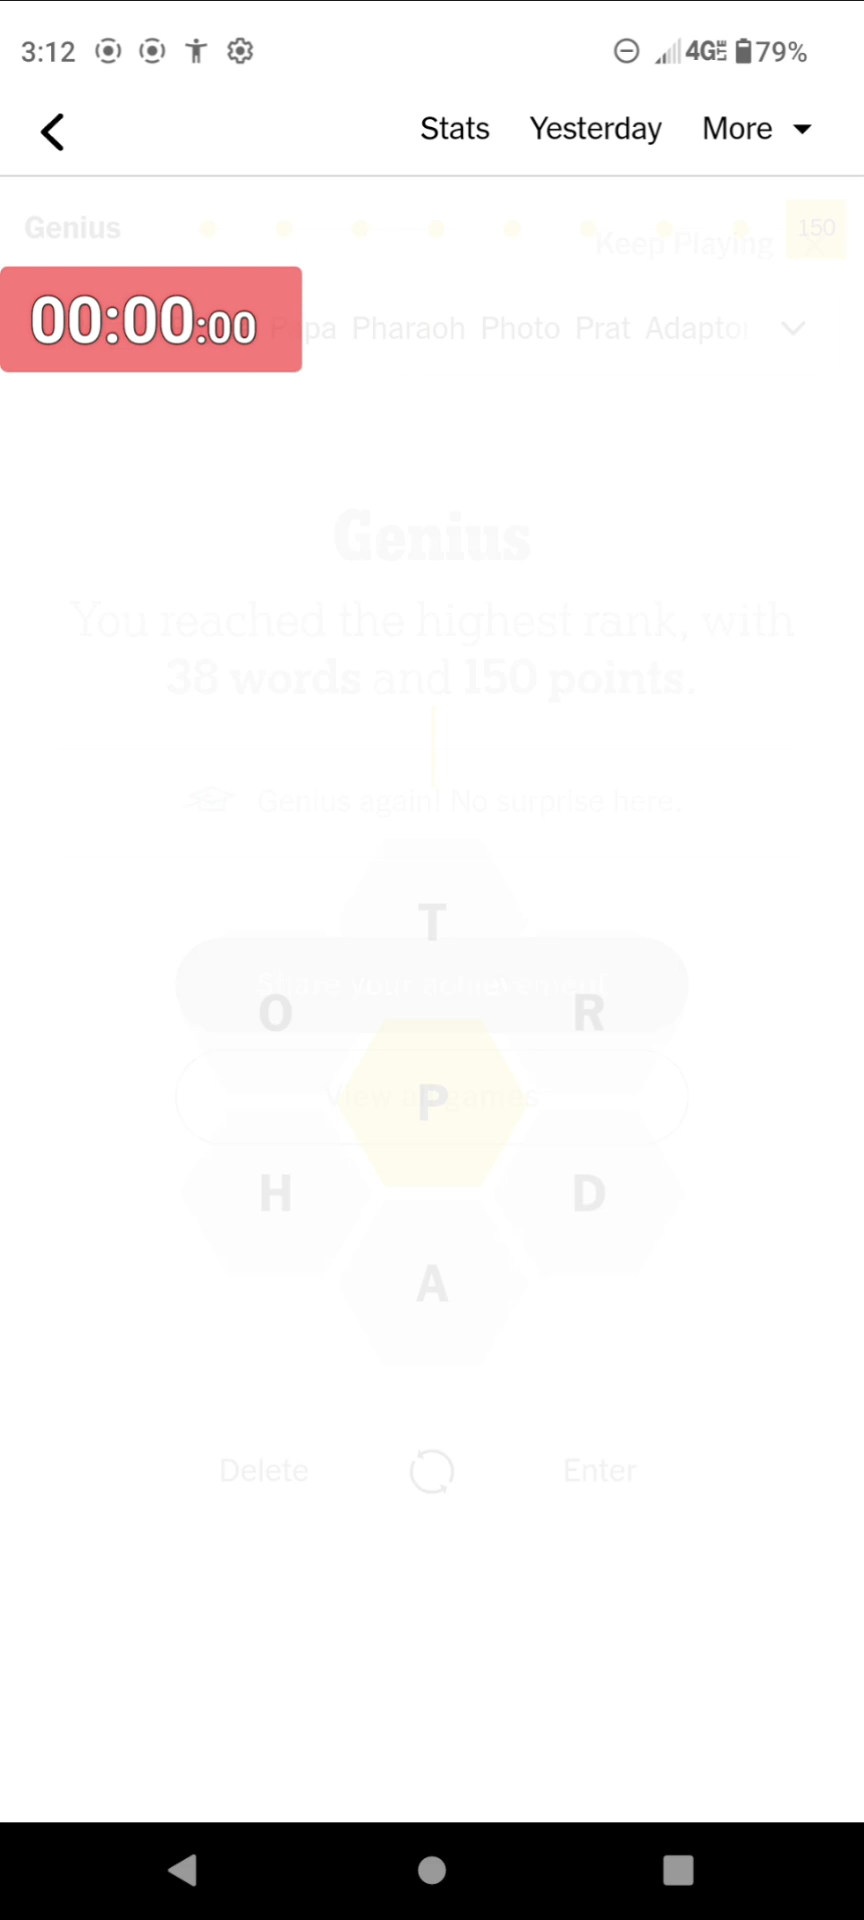 3:12 4G LTE 79%
Stats Yesterday More
Genius 150
Keep Playing
00:00:00 Papa Pharaoh Photo Prat Adaptor
Genius
You reached the highest rank, with
38 words and 150 points.
Genius again! No surprise here.
T
Share your achievement
O R
View all games
P
H D
A
Delete Enter